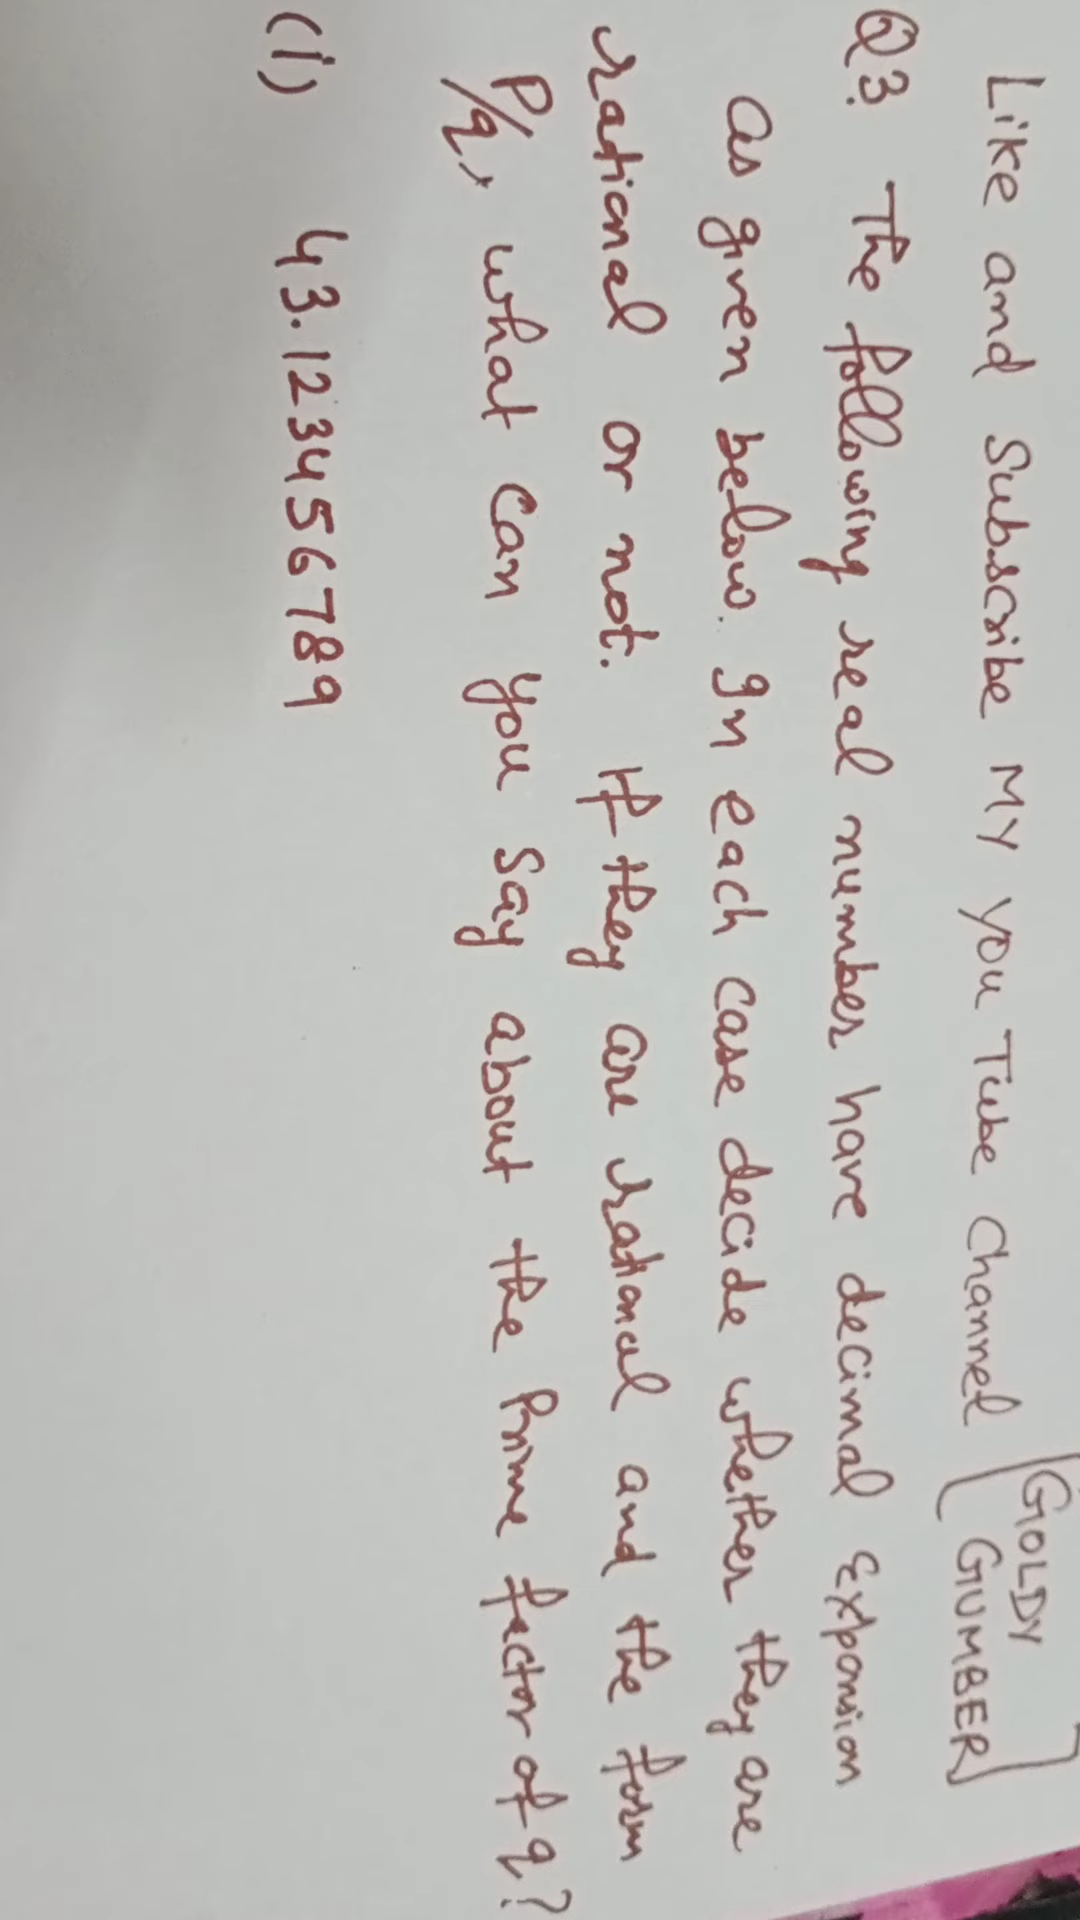 Like and Subscribe MY YOU Tube Channel [GOLDY GUMBER]
Q3. The following real number have decimal Expansion
as given below. In each case decide whether they are
rational or not. If they are rational and the form
P/q, what can you say about the Prime factor of q?
(i) 43.123456789